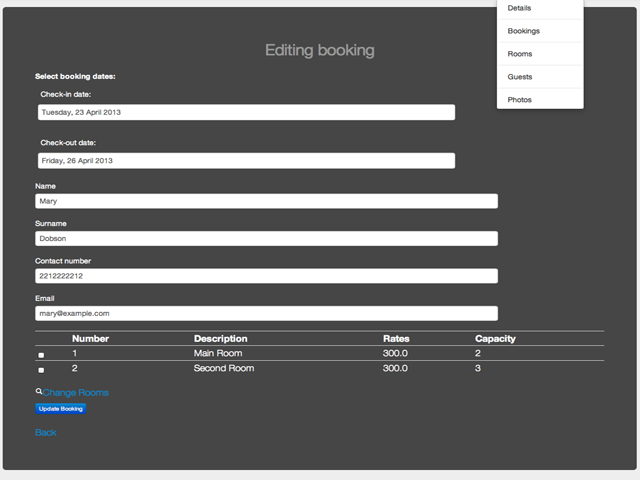 Details
Bookings
Rooms
Guests
Photos
Editing booking
Select booking dates:
Check-in date:
Tuesday, 23 April 2013
Check-out date:
Friday, 26 April 2013
Name
Mary
Surname
Dobson
Contact number
2212222212
Email
mary@example.com
Number Description Rates Capacity
1 Main Room 300.0 2
2 Second Room 300.0 3
Change Rooms
Update Booking
Back